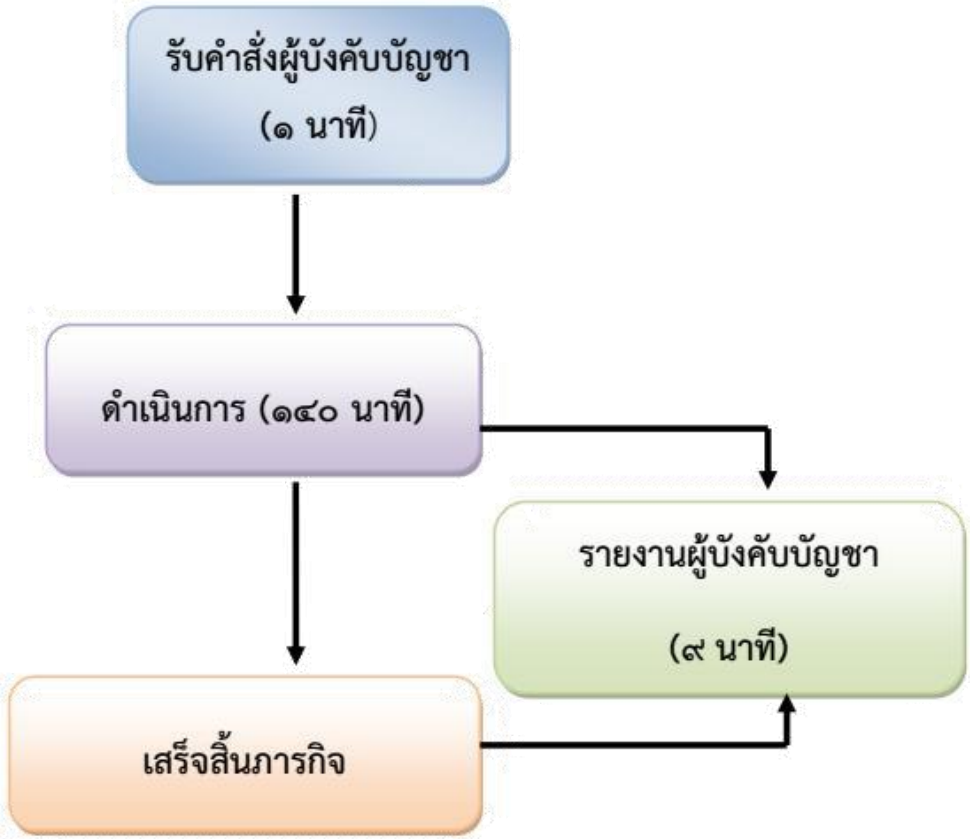 รับคำสั่งผู้บังคับบัญชา
(๑ นาที)
ดำเนินการ (๑๔๐ นาที)
รายงานผู้บังคับบัญชา
(๙ นาที)
เสร็จสิ้นภารกิจ